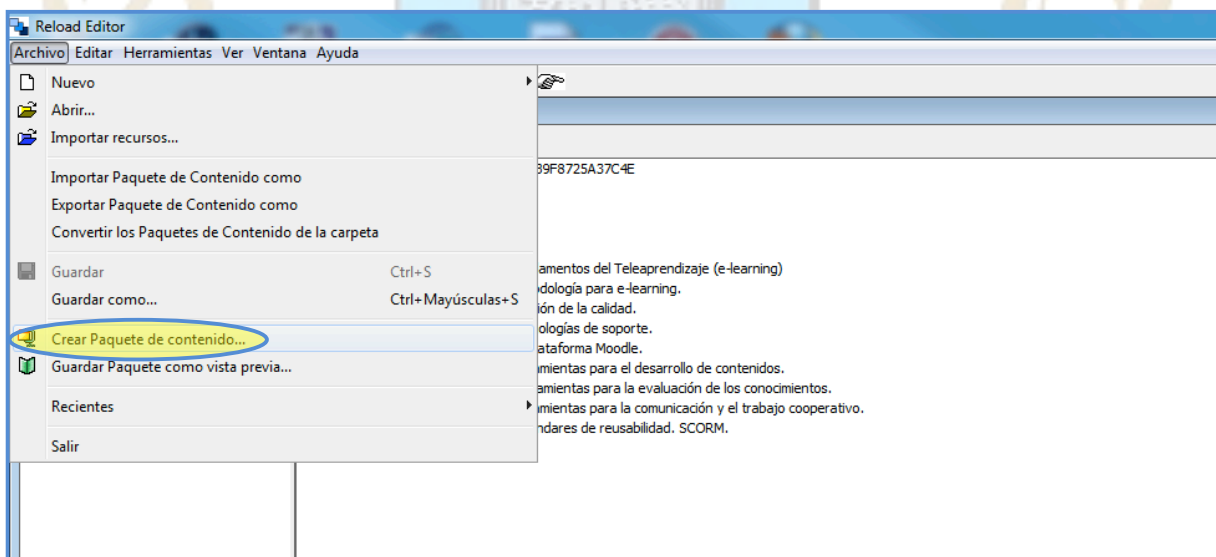 Reload Editor
Archivo Editar Herramientas Ver Ventana Ayuda
Nuevo
Abrir...
Importar recursos...
Importar Paquete de Contenido como
Exportar Paquete de Contenido como
Convertir los Paquetes de Contenido de la carpeta
Guardar Ctrl+S
Guardar como... Ctrl+Mayúsculas+S
Crear Paquete de contenido...
Guardar Paquete como vista previa...
Recientes
Salir
39F8725A37C4E
amentos del Teleaprendizaje (e-learning)
odología para e-learning.
ión de la calidad.
ologías de soporte.
ataforma Moodle.
amientas para el desarrollo de contenidos.
amientas para la evaluación de los conocimientos.
amientas para la comunicación y el trabajo cooperativo.
ndares de reusabilidad. SCORM.